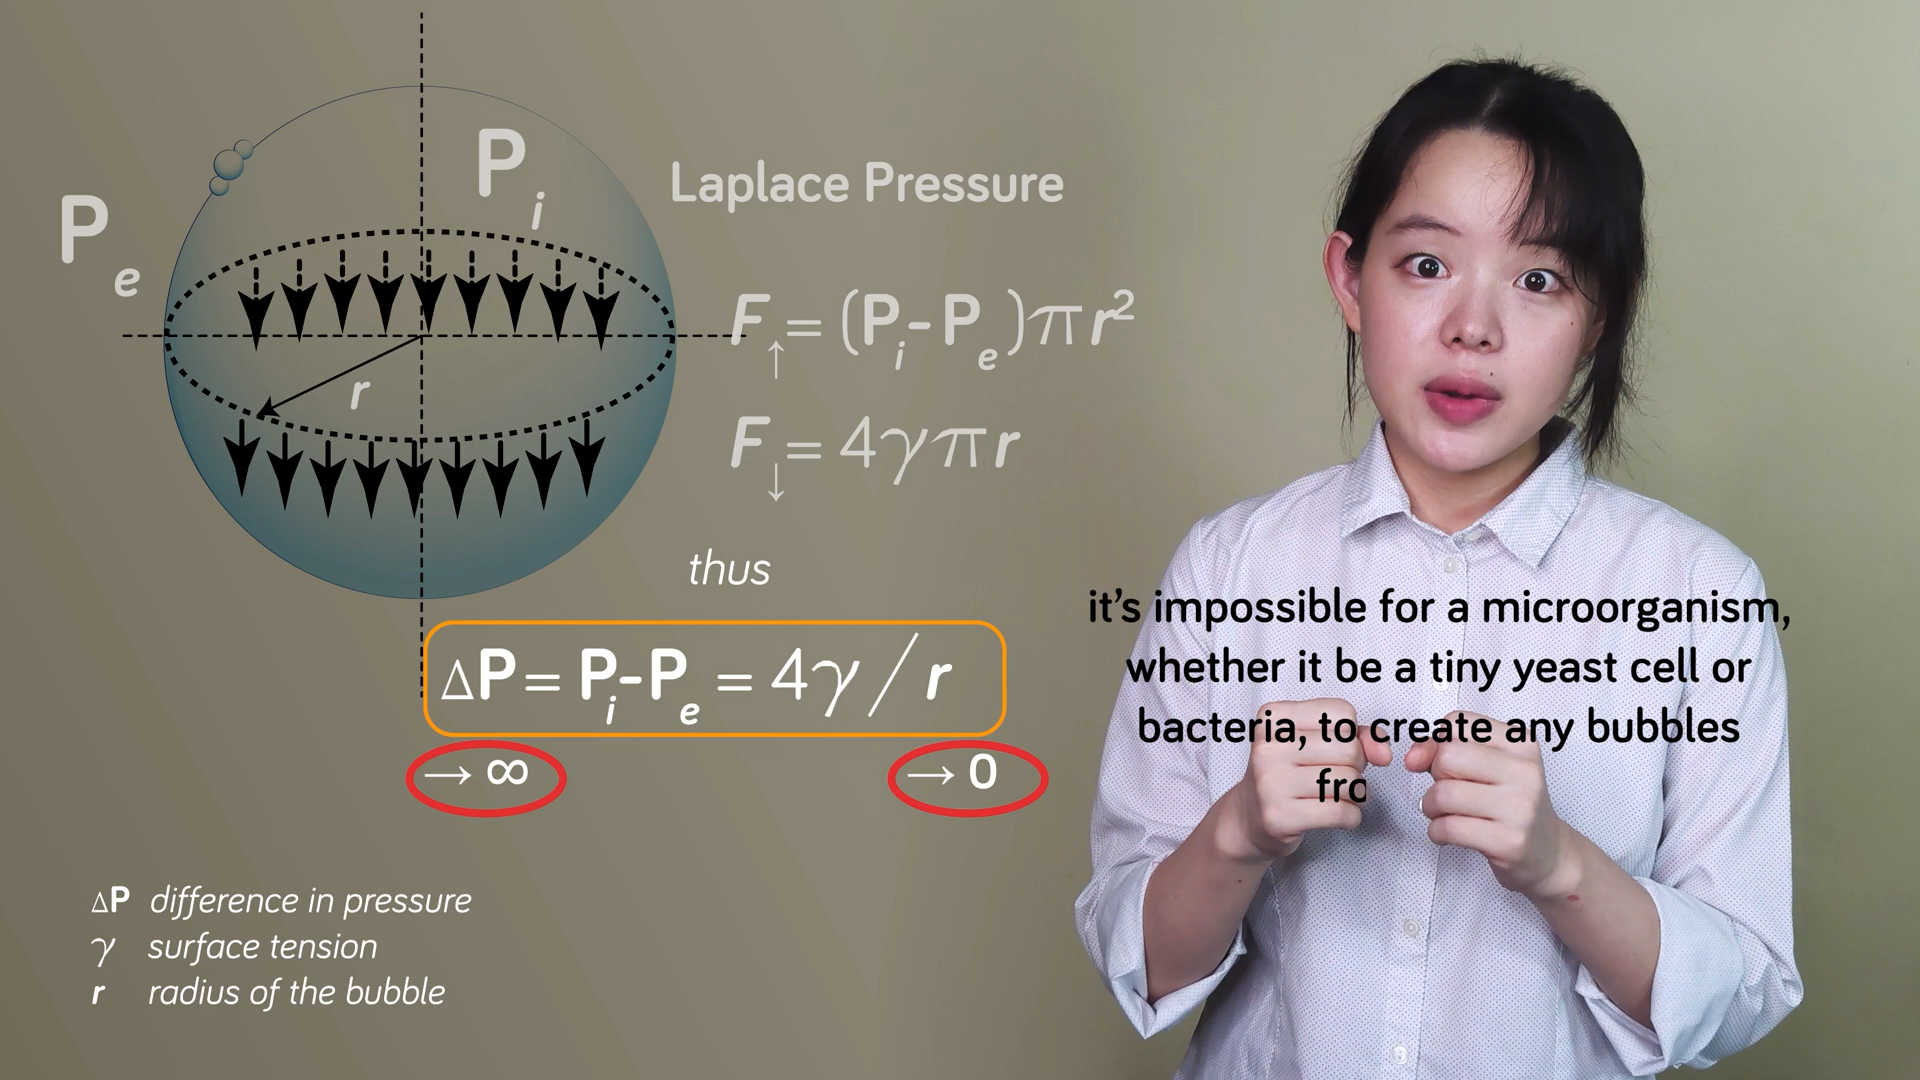 P e
P i
r
Laplace Pressure
F↑ = (Pi-Pe)πr²
F↓ = 4γπr
thus
ΔP = Pi-Pe = 4γ/r
→ ∞
→ 0
ΔP difference in pressure
γ surface tension
r radius of the bubble
it's impossible for a microorganism,
whether it be a tiny yeast cell or
bacteria, to create any bubbles
fro